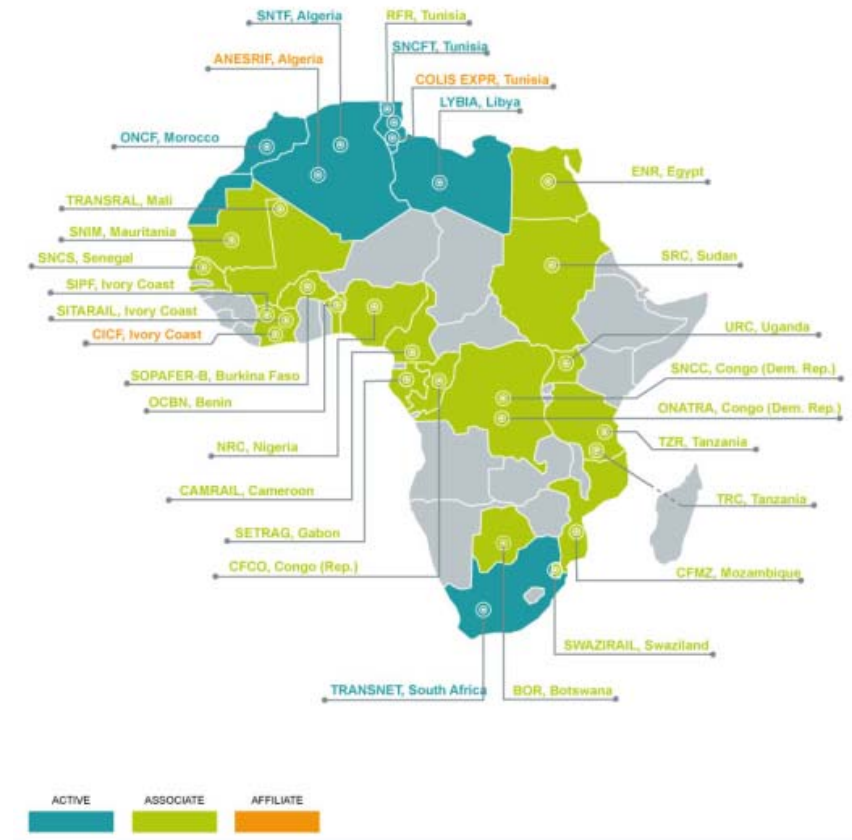 SNTF, Algeria
RFR, Tunisia
SNCFT, Tunisia
ANESRIF, Algeria
COLIS EXPR, Tunisia
LYBIA, Libya
ONCF, Morocco
ENR, Egypt
TRANSRAL, Mali
SNIM, Mauritania
SNCS, Senegal
SRC, Sudan
SIPF, Ivory Coast
SITARAIL, Ivory Coast
CICF, Ivory Coast
URC, Uganda
SOPAFER-B, Burkina Faso
SNCC, Congo (Dem. Rep.)
OCBN, Benin
ONATRA, Congo (Dem. Rep.)
NRC, Nigeria
TZR, Tanzania
CAMRAIL, Cameroon
TRC, Tanzania
SETRAG, Gabon
CFCO, Congo (Rep.)
CFMZ, Mozambique
SWAZIRAIL, Swaziland
TRANSNET, South Africa
BOR, Botswana
ACTIVE
ASSOCIATE
AFFILIATE